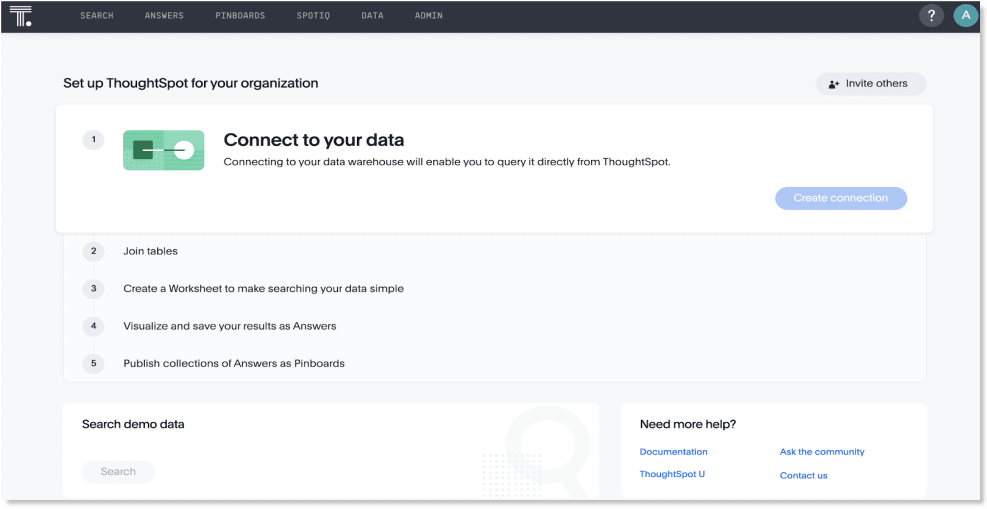 T.
SEARCH ANSWERS PINBOARDS SPOTIQ DATA ADMIN ? A
Set up ThoughtSpot for your organization
Invite others
1
Connect to your data
Connecting to your data warehouse will enable you to query it directly from ThoughtSpot.
Create connection
2 Join tables
3 Create a Worksheet to make searching your data simple
4 Visualize and save your results as Answers
5 Publish collections of Answers as Pinboards
Search demo data
Search
Need more help?
Documentation Ask the community
ThoughtSpot U Contact us